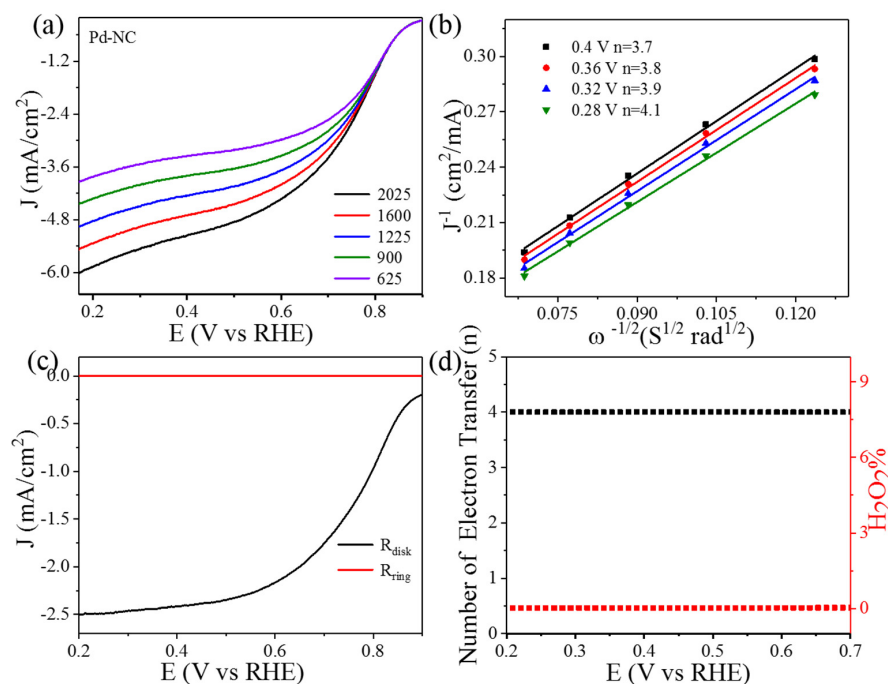 (a)
Pd-NC
-1.2
-2.4
-3.6
-4.8
-6.0
J (mA/cm²)
2025
1600
1225
900
625
0.2 0.4 0.6 0.8
E (V vs RHE)
(b)
0.4 V n=3.7
0.36 V n=3.8
0.32 V n=3.9
0.28 V n=4.1
0.30
0.27
0.24
0.21
0.18
J⁻¹ (cm²/mA)
0.075 0.090 0.105 0.120
ω ⁻¹/²(S¹/² rad¹/²)
(c)
0.0
-0.5
-1.0
-1.5
-2.0
-2.5
J (mA/cm²)
R_disk
R_ring
0.2 0.4 0.6 0.8
E (V vs RHE)
(d)
5
4
3
2
1
0
Number of Electron Transfer (n)
9
6
3
0
H2O2%
0.2 0.3 0.4 0.5 0.6 0.7
E (V vs RHE)